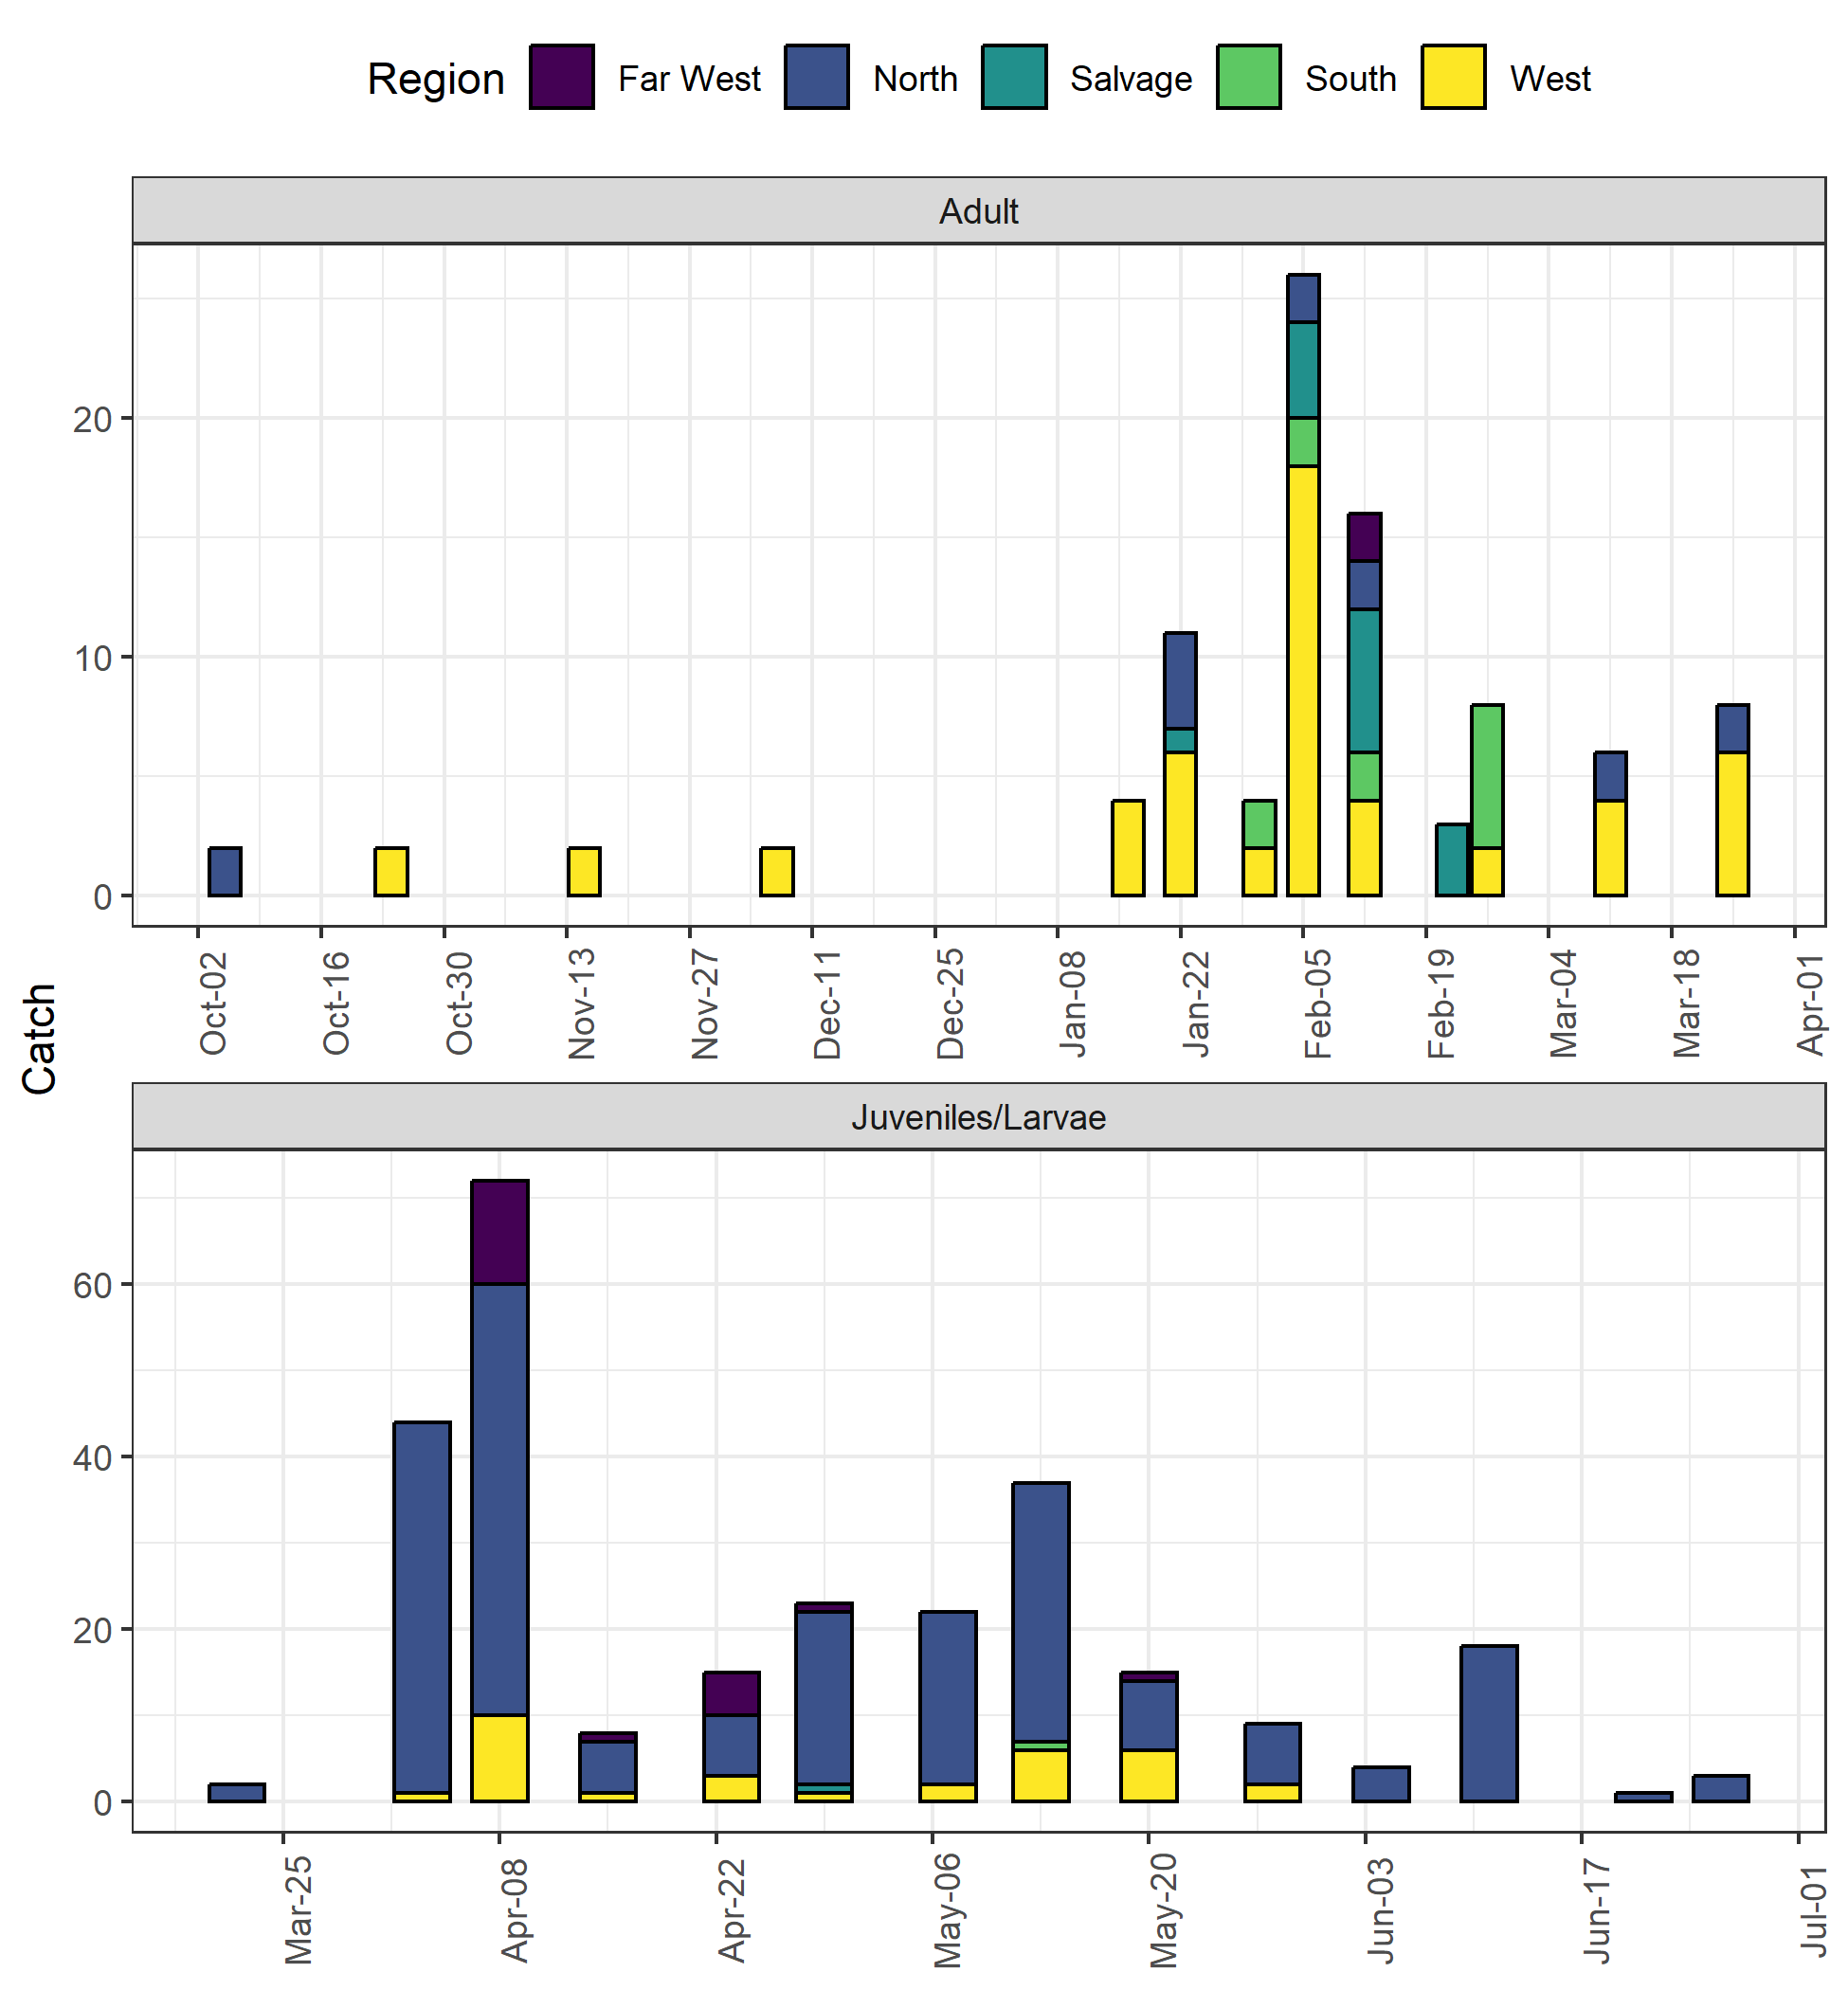 Region Far West North Salvage South West
Adult
20
10
0
Oct-02 Oct-16 Oct-30 Nov-13 Nov-27 Dec-11 Dec-25 Jan-08 Jan-22 Feb-05 Feb-19 Mar-04 Mar-18 Apr-01
Catch
Juveniles/Larvae
60
40
20
0
Mar-25 Apr-08 Apr-22 May-06 May-20 Jun-03 Jun-17 Jul-01